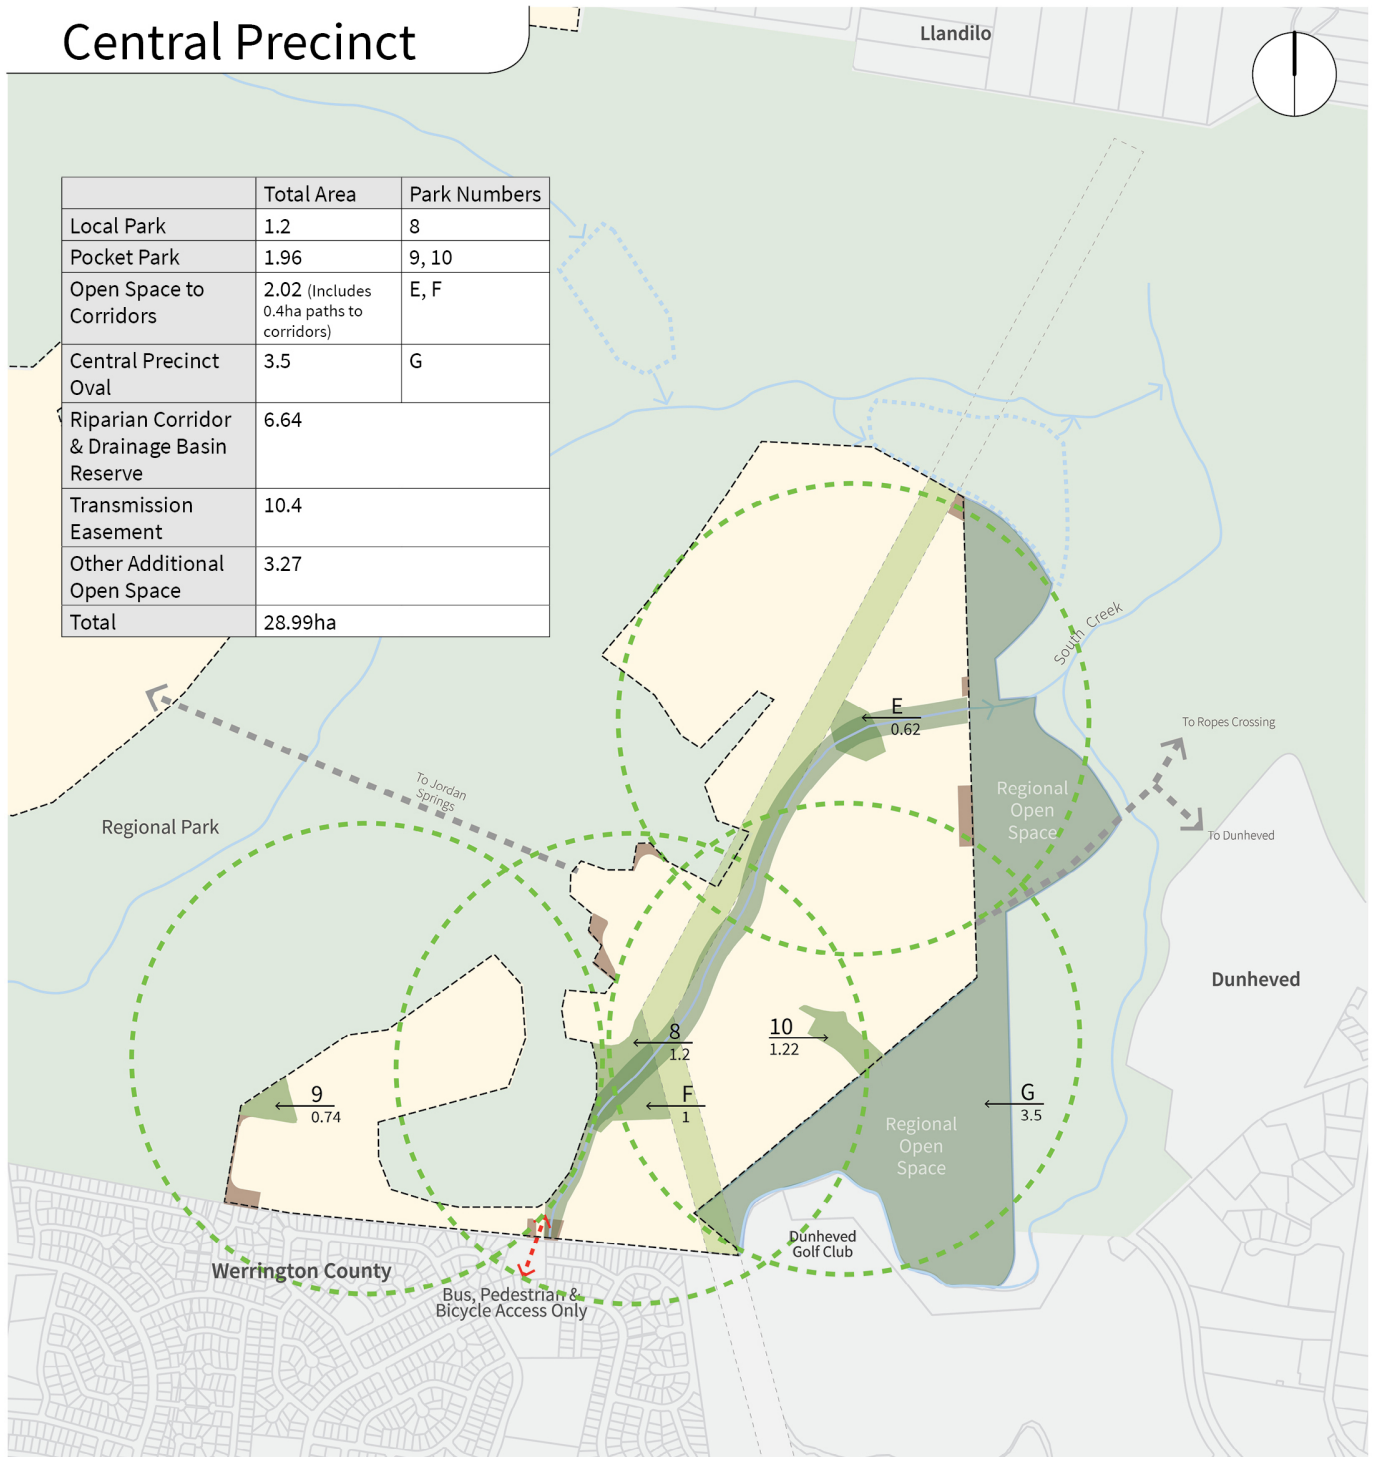 Central Precinct
Llandilo
Total Area Park Numbers
Local Park 1.2 8
Pocket Park 1.96 9, 10
Open Space to Corridors 2.02 (Includes 0.4ha paths to corridors) E, F
Central Precinct Oval 3.5 G
Riparian Corridor & Drainage Basin Reserve 6.64
Transmission Easement 10.4
Other Additional Open Space 3.27
Total 28.99ha
South Creek
E
0.62
To Ropes Crossing
To Jordan
Springs
Regional
Open
Space
Regional Park
To Dunheved
Dunheved
8
1.2
10
1.22
9
0.74
F
1
G
3.5
Regional
Open
Space
Dunheved
Golf Club
Werrington County
Bus, Pedestrian &
Bicycle Access Only